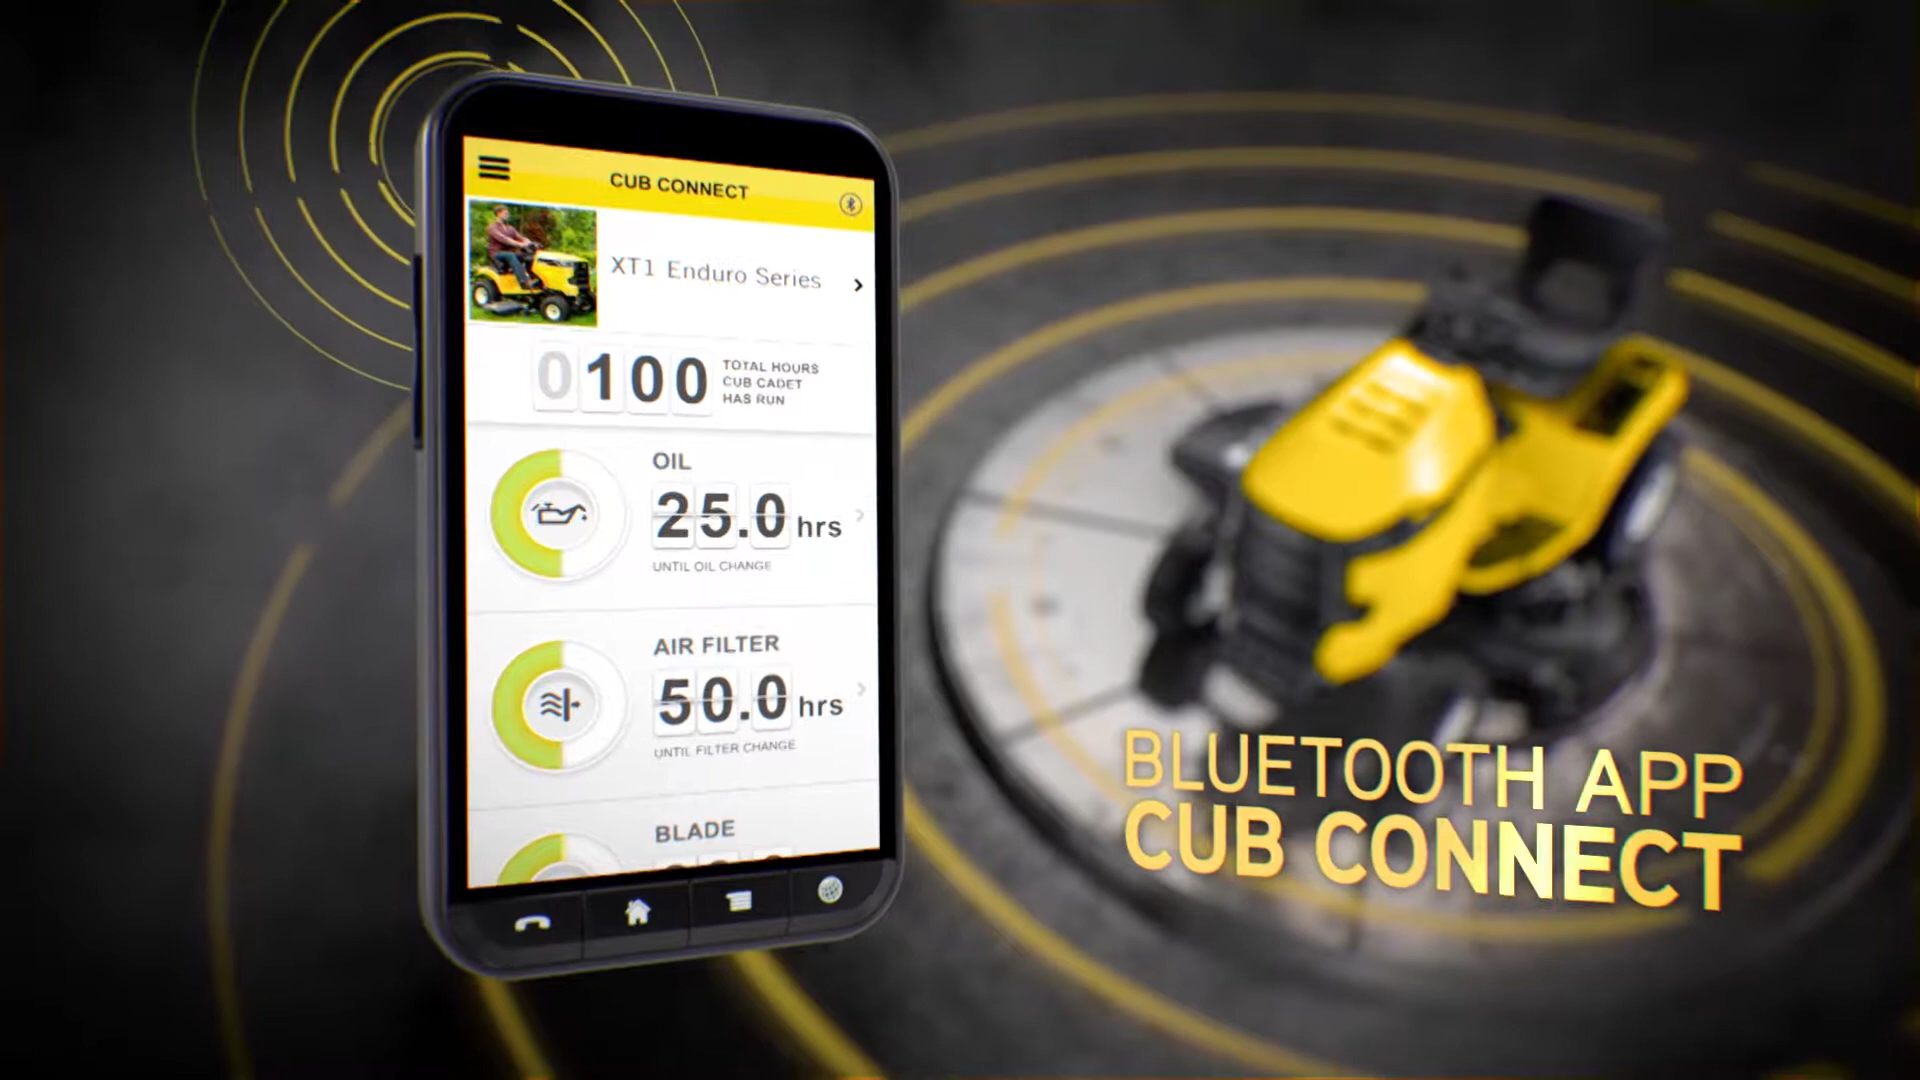 CUB CONNECT
XT1 Enduro Series
0100
TOTAL HOURS
CUB CADET
HAS RUN
OIL
25.0 hrs
UNTIL OIL CHANGE
AIR FILTER
50.0 hrs
UNTIL FILTER CHANGE
BLADE
BLUETOOTH APP
CUB CONNECT